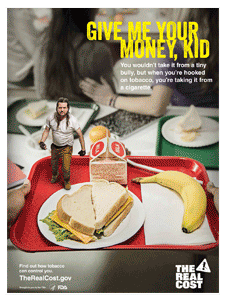 GIVE ME YOUR
MONEY, KID
You wouldn't take it from a tiny
bully, but when you're hooked
on tobacco, you're taking it from
a cigarette.
Find out how tobacco
can control you.
TheRealCost.gov
FDA
THE
REAL
COST